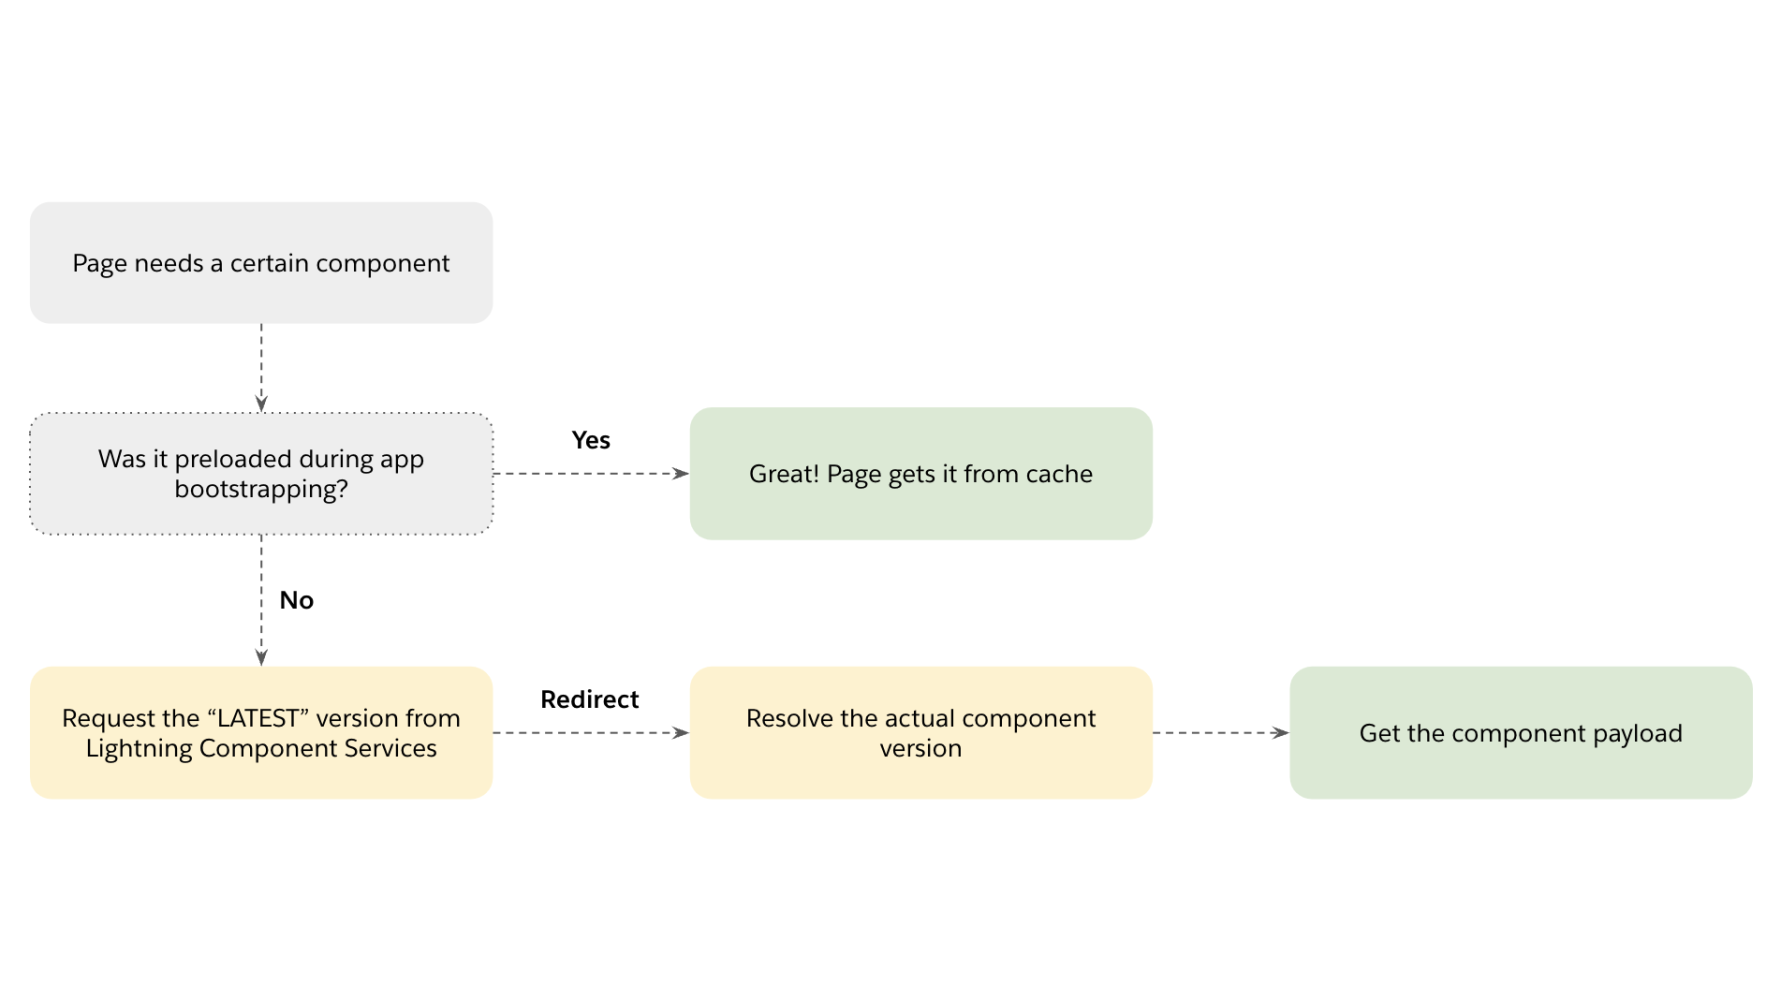 Page needs a certain component
Was it preloaded during app
bootstrapping?
Yes
Great! Page gets it from cache
No
Request the “LATEST” version from
Lightning Component Services
Redirect
Resolve the actual component
version
Get the component payload